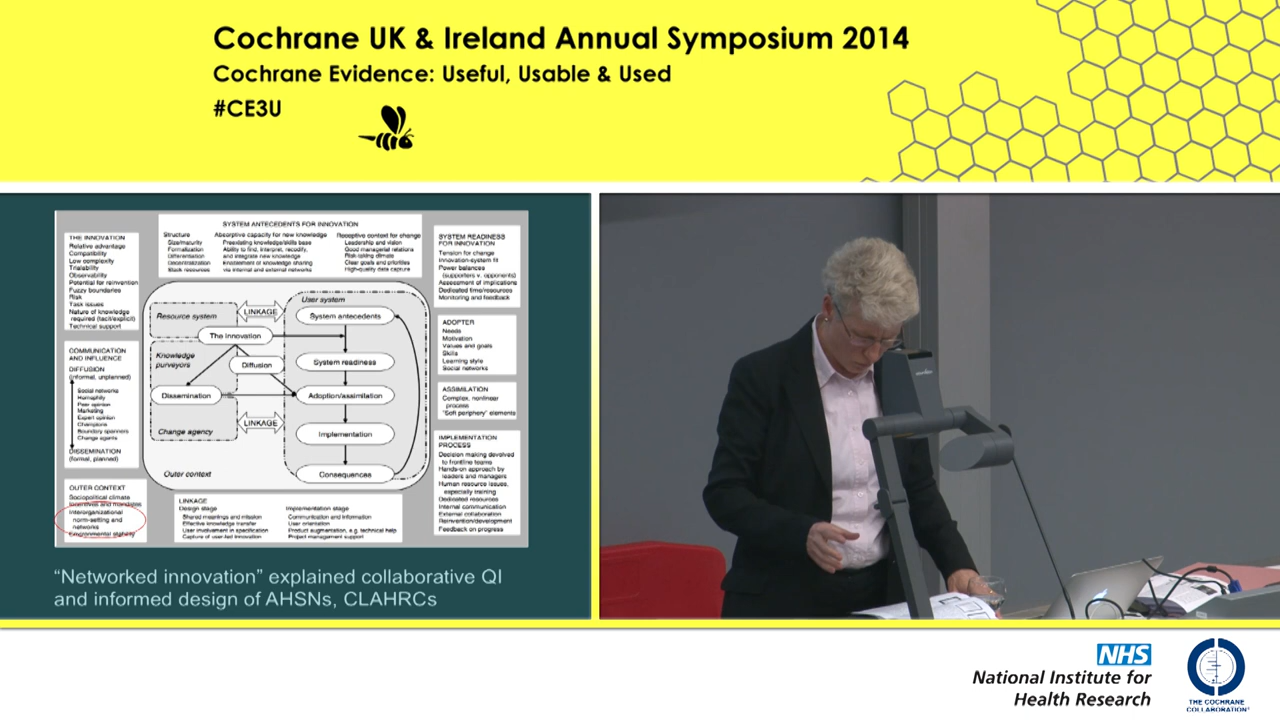 Cochrane UK & Ireland Annual Symposium 2014
Cochrane Evidence: Useful, Usable & Used
#CE3U
SYSTEM ANTECEDENTS FOR INNOVATION
Structure
Size/maturity
Formalization
Differentiation
Decentralization
Slack resources
Absorptive capacity for new knowledge
Preexisting knowledge/skills base
Ability to find, interpret, recodify,
and integrate new knowledge
Enablement of knowledge sharing
via internal and external networks
Receptive context for change
Leadership and vision
Good managerial relations
Risk-taking climate
Clear goals and priorities
High-quality data capture
THE INNOVATION
Relative advantage
Compatibility
Low complexity
Trialability
Observability
Potential for reinvention
Fuzzy boundaries
Risk
Task issues
Nature of knowledge
required (tacit/explicit)
Technical support
COMMUNICATION
AND INFLUENCE
DIFFUSION
(informal, unplanned)
Social networks
Homophily
Peer opinion
Marketing
Expert opinion
Champions
Boundary spanners
Change agents
DISSEMINATION
(formal, planned)
OUTER CONTEXT
Sociopolitical climate
Incentives and mandates
Interorganizational
norm-setting and
networks
Environmental stability
Resource system
LINKAGE
User system
System antecedents
The innovation
Knowledge
purveyors
Diffusion
System readiness
Dissemination
Adoption/assimilation
Change agency
LINKAGE
Implementation
Outer context
Consequences
LINKAGE
Design stage
Shared meanings and mission
Effective knowledge transfer
User involvement in specification
Capture of user-led innovation
Implementation stage
Communication and information
User orientation
Product augmentation, e.g. technical help
Project management support
SYSTEM READINESS
FOR INNOVATION
Tension for change
Innovation-system fit
Power balances
(supporters v. opponents)
Assessment of implications
Dedicated time/resources
Monitoring and feedback
ADOPTER
Needs
Motivation
Values and goals
Skills
Learning style
Social networks
ASSIMILATION
Complex, nonlinear
process
"Soft periphery" elements
IMPLEMENTATION
PROCESS
Decision making devolved
to frontline teams
Hands-on approach by
leaders and managers
Human resource issues,
especially training
Dedicated resources
Internal communication
External collaboration
Reinvention/development
Feedback on progress
“Networked innovation” explained collaborative QI
and informed design of AHSNs, CLAHRCs
NHS
National Institute for
Health Research
THE COCHRANE
COLLABORATION®